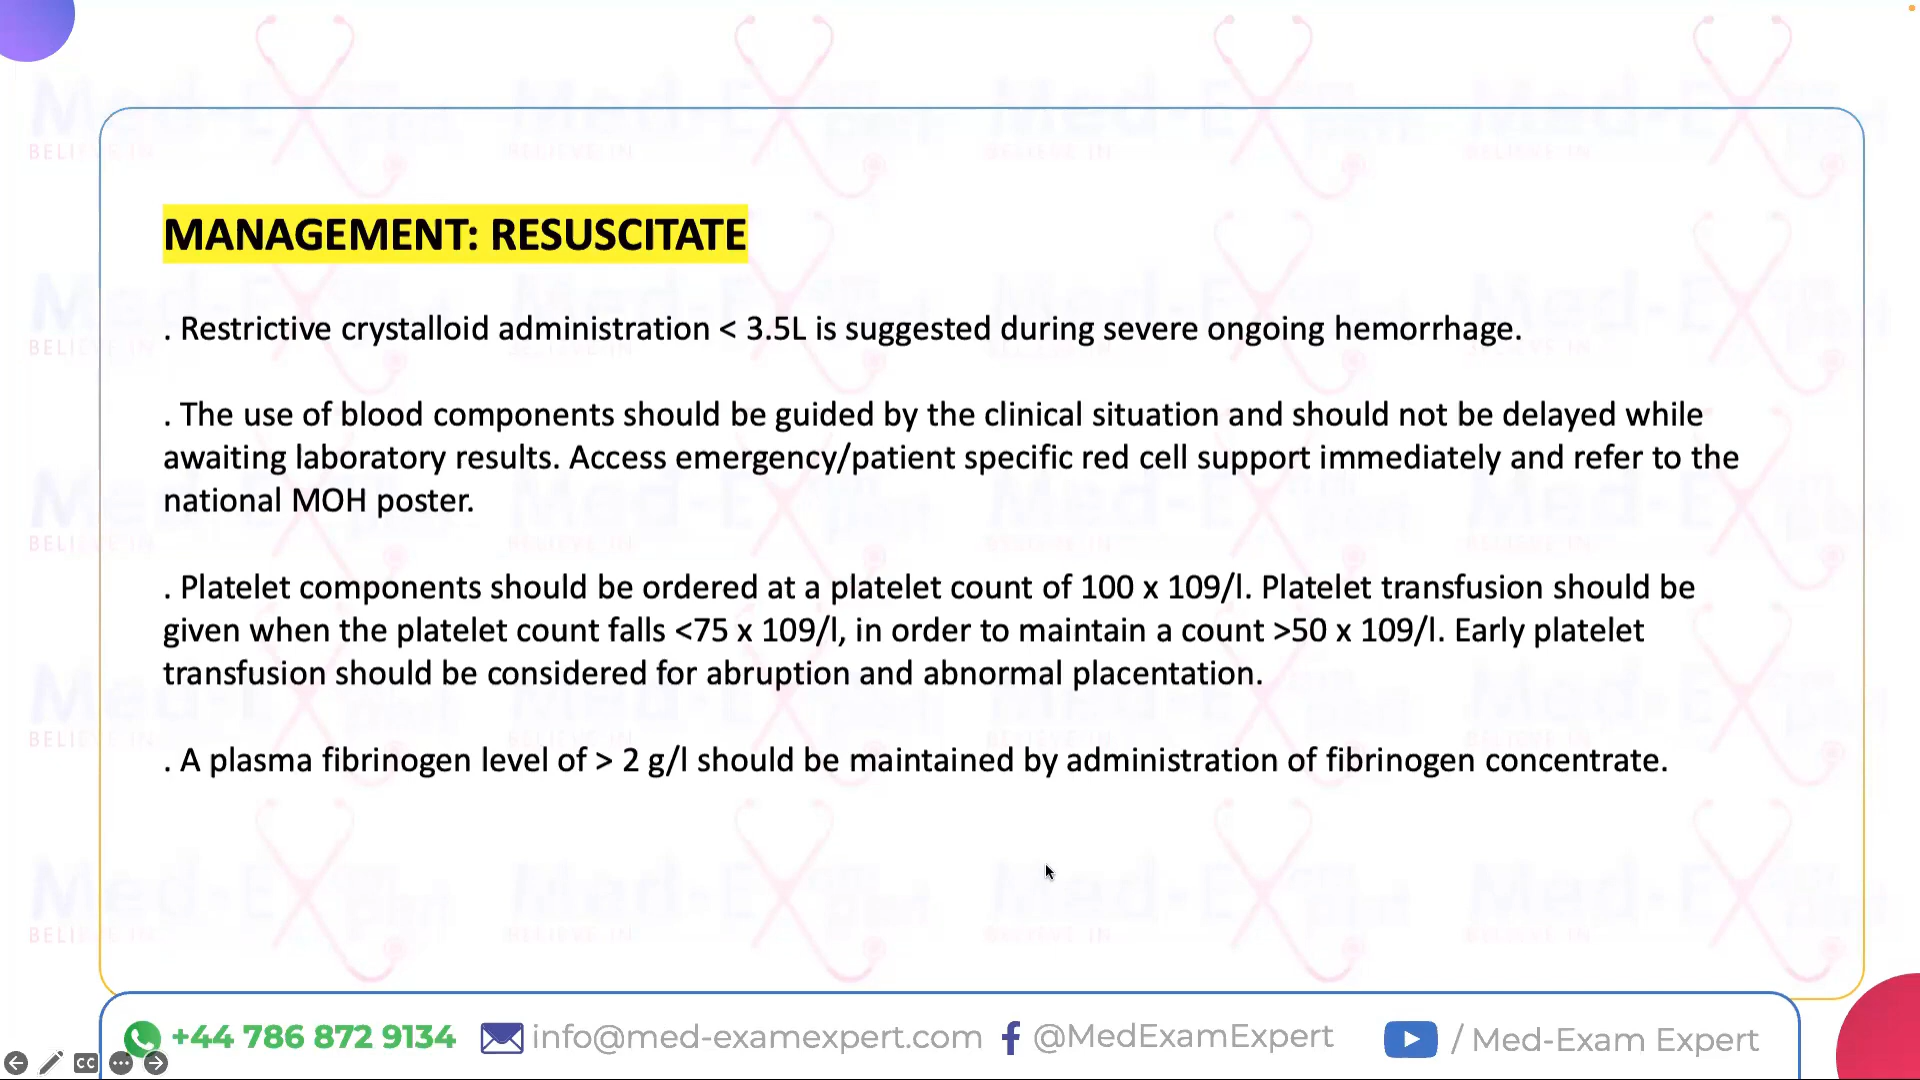 MANAGEMENT: RESUSCITATE
. Restrictive crystalloid administration < 3.5L is suggested during severe ongoing hemorrhage.
. The use of blood components should be guided by the clinical situation and should not be delayed while
awaiting laboratory results. Access emergency/patient specific red cell support immediately and refer to the
national MOH poster.
. Platelet components should be ordered at a platelet count of 100 x 109/l. Platelet transfusion should be
given when the platelet count falls <75 x 109/l, in order to maintain a count >50 x 109/l. Early platelet
transfusion should be considered for abruption and abnormal placentation.
. A plasma fibrinogen level of > 2 g/l should be maintained by administration of fibrinogen concentrate.
+44 786 872 9134 info@med-examexpert.com @MedExamExpert / Med-Exam Expert
CC